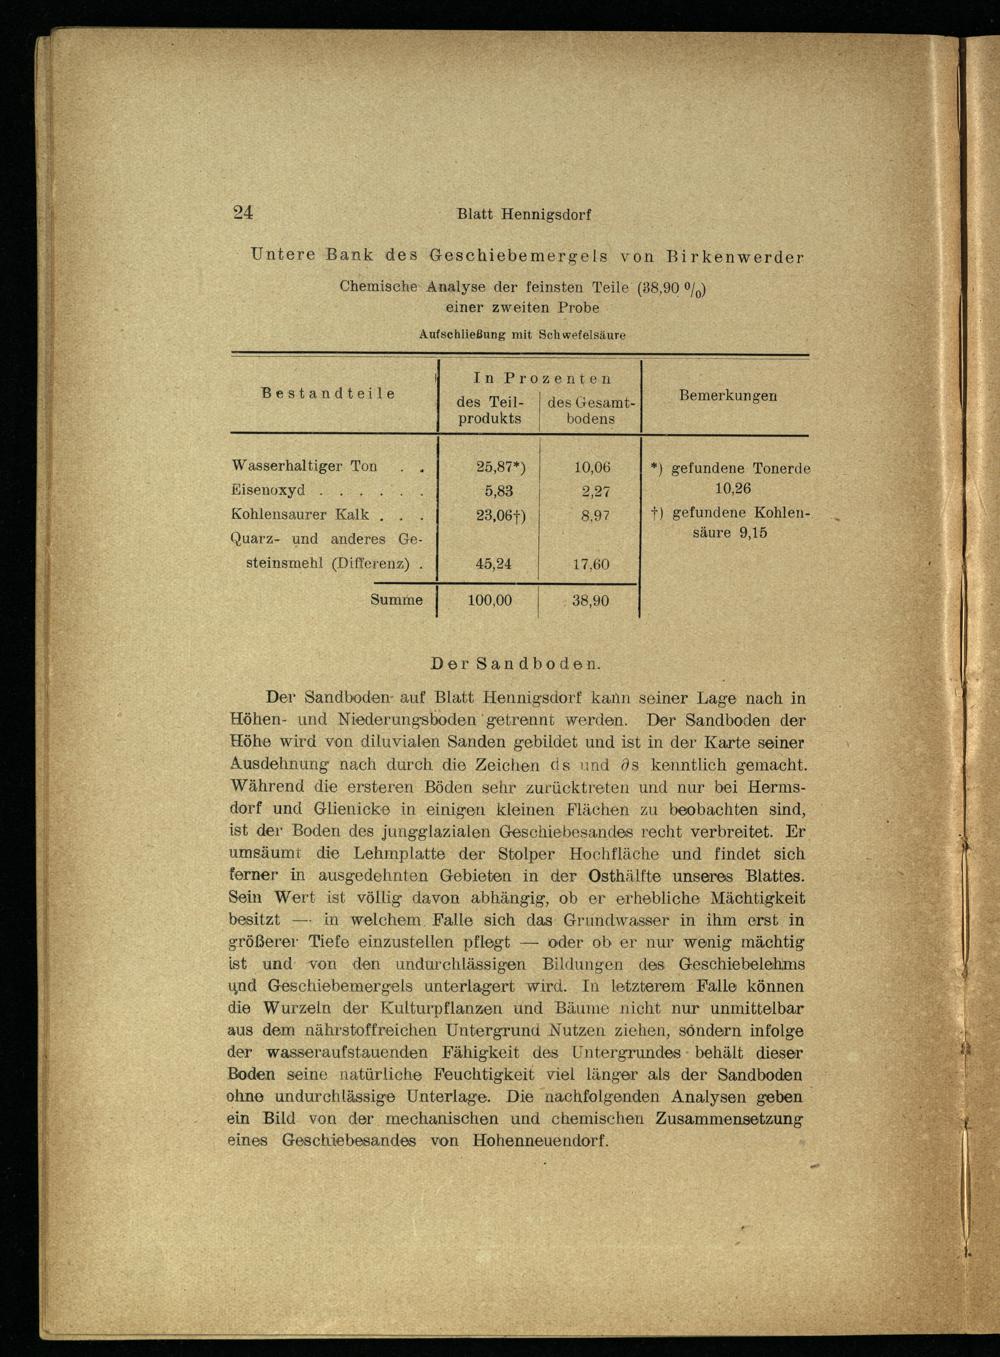 24 Blatt Hennigsdorf
Untere Bank des Geschiebemergels von Birkenwerder
Chemische Analyse der feinsten Teile (38,90 %)
einer zweiten Probe
Aufschließung mit Schwefelsäure
Bestandteile
In Prozenten
des Teil-
produkts
des Gesamt-
bodens
Bemerkungen
Wasserhaltiger Ton . . 25,87*) 10,06
Eisenoxyd . . . . . . 5,83 2,27
Kohlensaurer Kalk . . . 23,06†) 8,97
Quarz- und anderes Ge-
steinsmehl (Differenz) . 45,24 17,60
Summe 100,00 38,90
*) gefundene Tonerde
10,26
†) gefundene Kohlen-
säure 9,15
Der Sandboden.
Der Sandboden auf Blatt Hennigsdorf kann seiner Lage nach in
Höhen- und Niederungsboden getrennt werden. Der Sandboden der
Höhe wird von diluvialen Sanden gebildet und ist in der Karte seiner
Ausdehnung nach durch die Zeichen ds und ∂s kenntlich gemacht.
Während die ersteren Böden sehr zurücktreten und nur bei Herms-
dorf und Glienicke in einigen kleinen Flächen zu beobachten sind,
ist der Boden des jungglazialen Geschiebesandes recht verbreitet. Er
umsäumt die Lehmplatte der Stolper Hochfläche und findet sich
ferner in ausgedehnten Gebieten in der Osthälfte unseres Blattes.
Sein Wert ist völlig davon abhängig, ob er erhebliche Mächtigkeit
besitzt — in welchem Falle sich das Grundwasser in ihm erst in
größerer Tiefe einzustellen pflegt — oder ob er nur wenig mächtig
ist und von den undurchlässigen Bildungen des Geschiebelehms
und Geschiebemergels unterlagert wird. In letzterem Falle können
die Wurzeln der Kulturpflanzen und Bäume nicht nur unmittelbar
aus dem nährstoffreichen Untergrund Nutzen ziehen, sondern infolge
der wasseraufstauenden Fähigkeit des Untergrundes behält dieser
Boden seine natürliche Feuchtigkeit viel länger als der Sandboden
ohne undurchlässige Unterlage. Die nachfolgenden Analysen geben
ein Bild von der mechanischen und chemischen Zusammensetzung
eines Geschiebesandes von Hohenneuendorf.